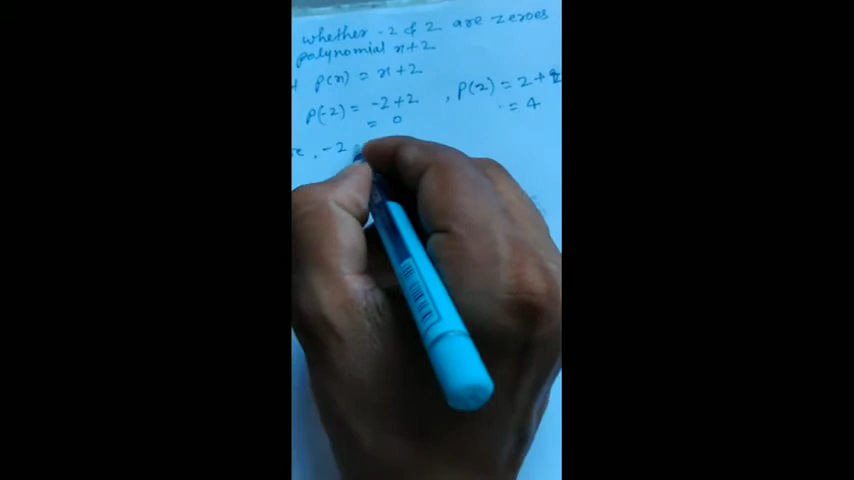 whether -2 & 2 are zeroes
polynomial x+2
p(x) = x+2
p(-2) = -2+2 , p(2) = 2+2
= 0 = 4
, -2